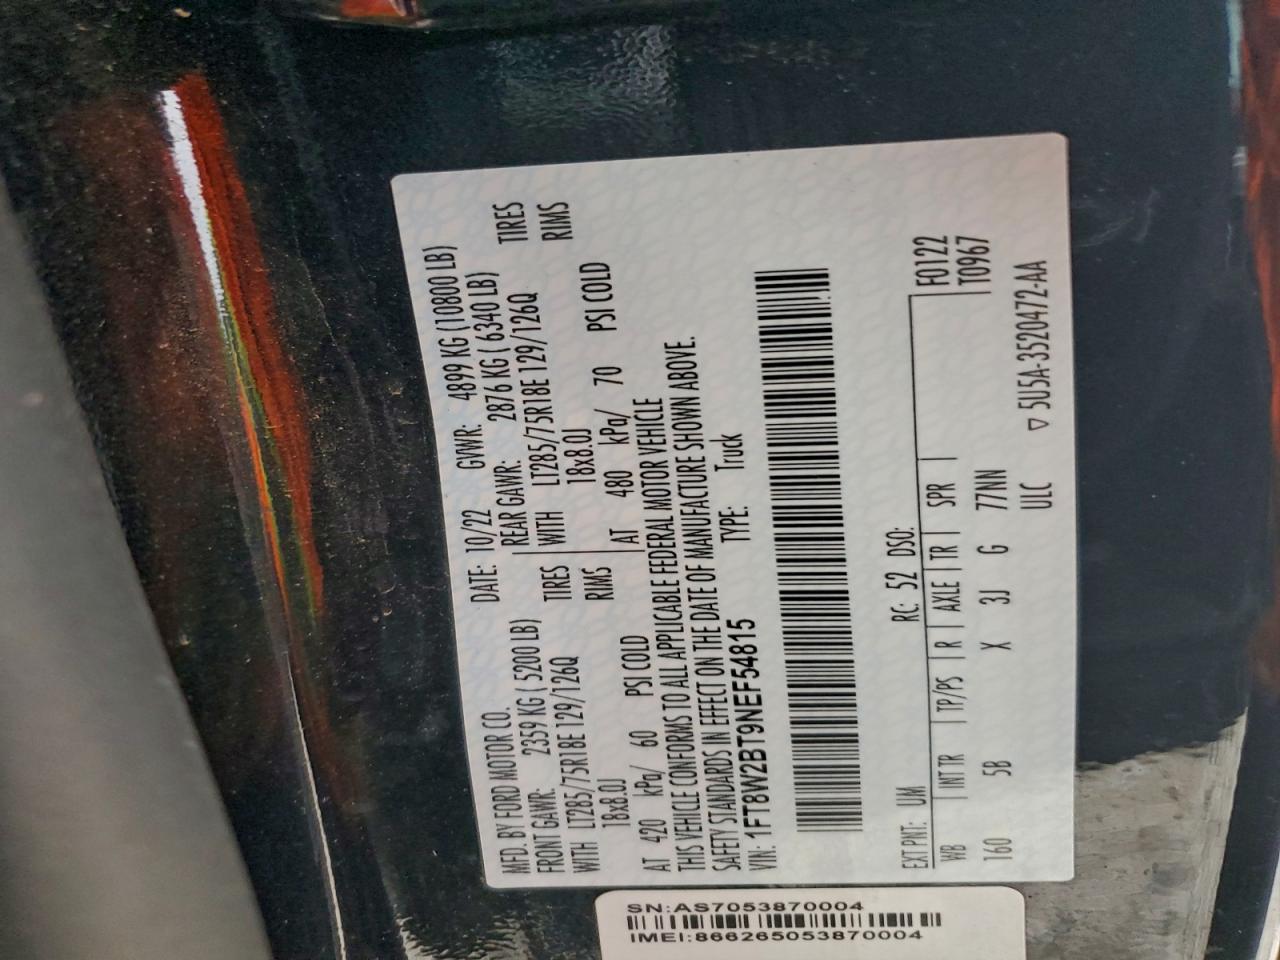 MFD. BY FORD MOTOR CO.
DATE: 10/22 GVWR: 4899 KG (10800 LB)
FRONT GAWR: 2359 KG ( 5200 LB)
REAR GAWR: 2876 KG ( 6340 LB)
WITH LT285/75R18E 129/126Q TIRES
WITH LT285/75R18E 129/126Q TIRES
18x8.0J RIMS
18x8.0J RIMS
AT 420 kPa/ 60 PSI COLD
AT 480 kPa/ 70 PSI COLD
THIS VEHICLE CONFORMS TO ALL APPLICABLE FEDERAL MOTOR VEHICLE
SAFETY STANDARDS IN EFFECT ON THE DATE OF MANUFACTURE SHOWN ABOVE.
VIN: 1FT8W2BT9NEF54815 TYPE: Truck
EXT PNT: UM RC: 52 DSO:
WB INT TR TP/PS R AXLE TR SPR F0122
T0967
160 5B X 3J G 77NN
ULC ▽ 5U5A-3520472-AA
SN:AS7053870004
IMEI:866265053870004